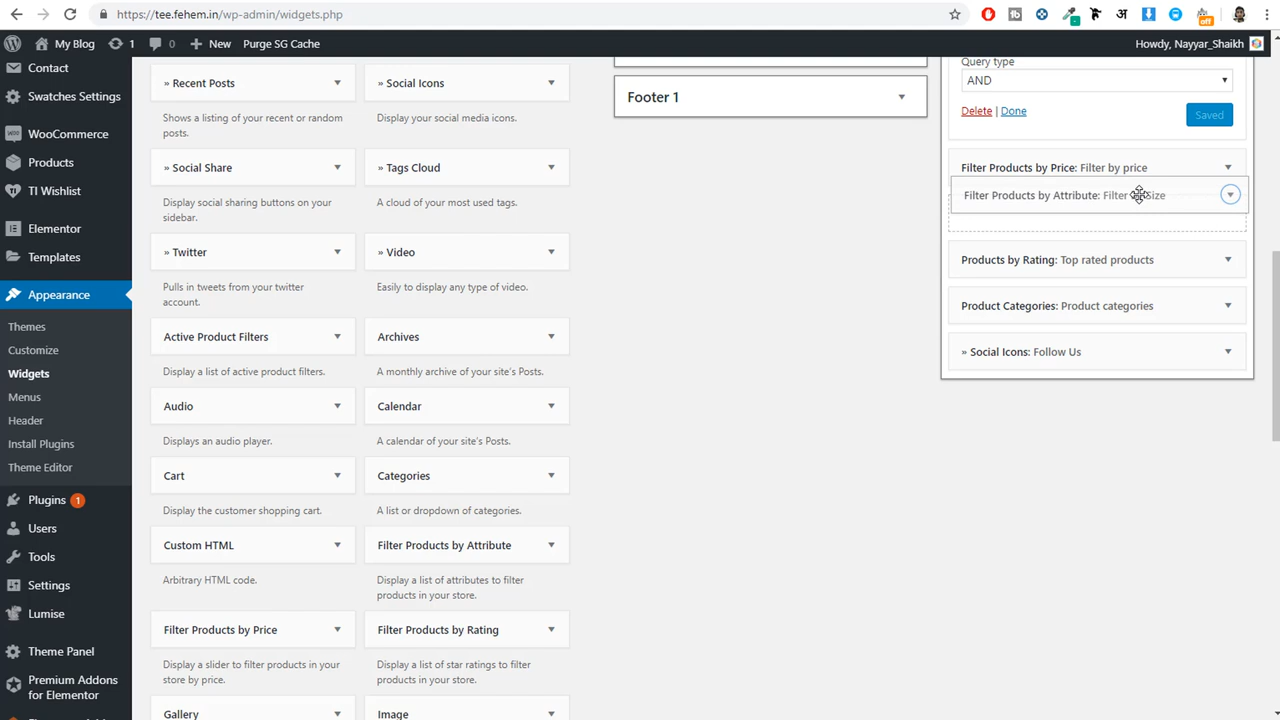 https://tee.fehem.in/wp-admin/widgets.php
My Blog
1
0
New
Purge SG Cache
Howdy, Nayyar_Shaikh
off
Contact
Swatches Settings
WooCommerce
Products
TI Wishlist
Elementor
Templates
Appearance
Themes
Customize
Widgets
Menus
Header
Install Plugins
Theme Editor
Plugins 1
Users
Tools
Settings
Lumise
Theme Panel
Premium Addons
for Elementor
» Recent Posts
Shows a listing of your recent or random
posts.
» Social Icons
Display your social media icons.
» Social Share
Display social sharing buttons on your
sidebar.
» Tags Cloud
A cloud of your most used tags.
» Twitter
Pulls in tweets from your twitter
account.
» Video
Easily to display any type of video.
Active Product Filters
Display a list of active product filters.
Archives
A monthly archive of your site's Posts.
Audio
Displays an audio player.
Calendar
A calendar of your site's Posts.
Cart
Display the customer shopping cart.
Categories
A list or dropdown of categories.
Custom HTML
Arbitrary HTML code.
Filter Products by Attribute
Display a list of attributes to filter
products in your store.
Filter Products by Price
Display a slider to filter products in your
store by price.
Filter Products by Rating
Display a list of star ratings to filter
products in your store.
Gallery
Image
Footer 1
Query type
AND
Delete | Done
Saved
Filter Products by Price: Filter by price
Filter Products by Attribute: Filter Size
Products by Rating: Top rated products
Product Categories: Product categories
» Social Icons: Follow Us